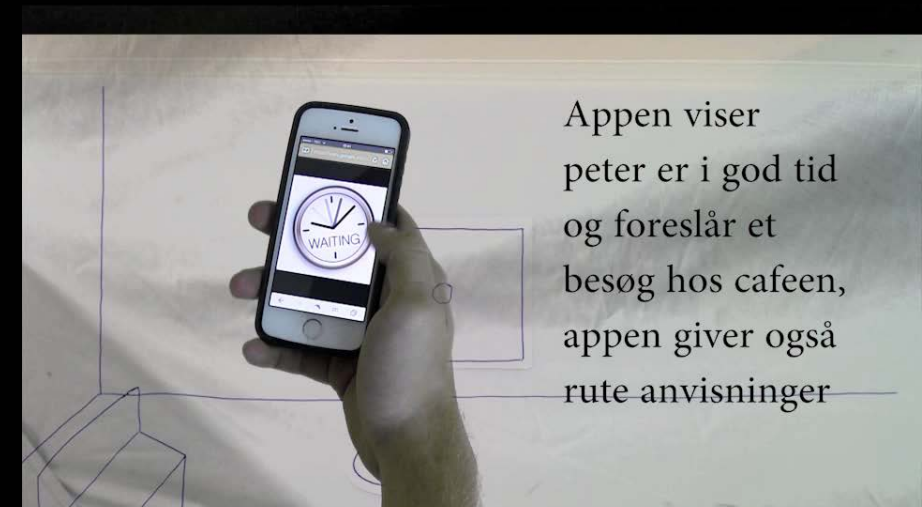 WAITING
Appen viser
peter er i god tid
og foreslår et
besøg hos cafeen,
appen giver også
rute anvisninger